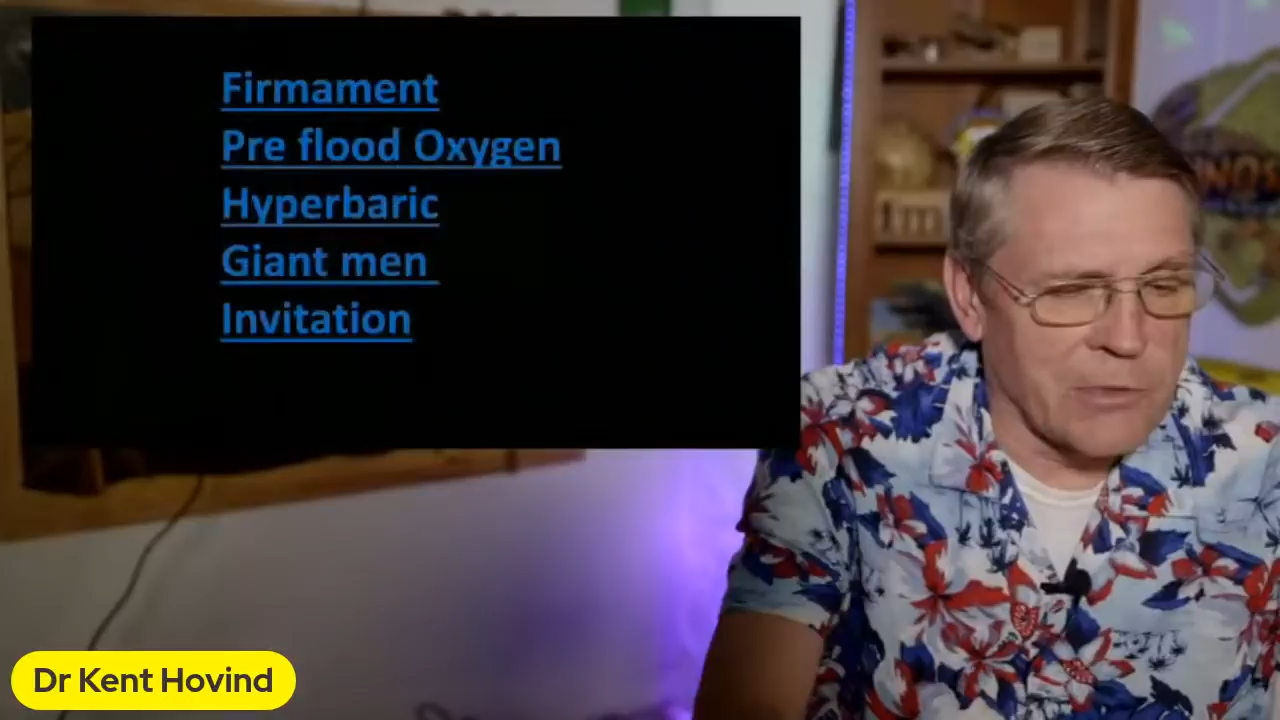 Firmament
Pre flood Oxygen
Hyperbaric
Giant men
Invitation
Dr Kent Hovind